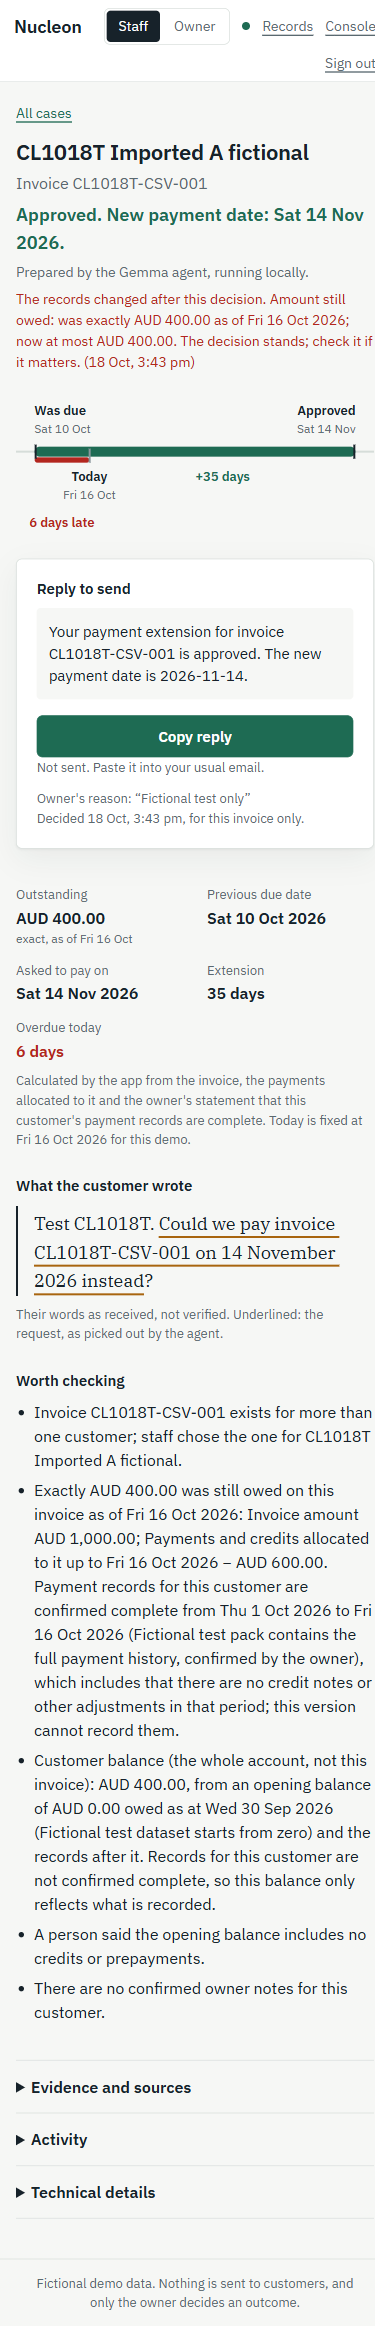 Nucleon
Staff
Owner
Records
Console
Sign out
All cases
CL1018T Imported A fictional
Invoice CL1018T-CSV-001
Approved. New payment date: Sat 14 Nov
2026.
Prepared by the Gemma agent, running locally.
The records changed after this decision. Amount still
owed: was exactly AUD 400.00 as of Fri 16 Oct 2026;
now at most AUD 400.00. The decision stands; check it if
it matters. (18 Oct, 3:43 pm)
Was due
Approved
Sat 10 Oct
Sat 14 Nov
Today
+35 days
Fri 16 Oct
6 days late
Reply to send
Your payment extension for invoice
CL1018T-CSV-001 is approved. The new
payment date is 2026-11-14.
Copy reply
Not sent. Paste it into your usual email.
Owner's reason: “Fictional test only”
Decided 18 Oct, 3:43 pm, for this invoice only.
Outstanding
Previous due date
AUD 400.00
Sat 10 Oct 2026
exact, as of Fri 16 Oct
Asked to pay on
Extension
Sat 14 Nov 2026
35 days
Overdue today
6 days
Calculated by the app from the invoice, the payments
allocated to it and the owner's statement that this
customer's payment records are complete. Today is fixed at
Fri 16 Oct 2026 for this demo.
What the customer wrote
Test CL1018T. Could we pay invoice
CL1018T-CSV-001 on 14 November
2026 instead?
Their words as received, not verified. Underlined: the
request, as picked out by the agent.
Worth checking
• Invoice CL1018T-CSV-001 exists for more than
one customer; staff chose the one for CL1018T
Imported A fictional.
• Exactly AUD 400.00 was still owed on this
invoice as of Fri 16 Oct 2026: Invoice amount
AUD 1,000.00; Payments and credits allocated
to it up to Fri 16 Oct 2026 − AUD 600.00.
Payment records for this customer are
confirmed complete from Thu 1 Oct 2026 to Fri
16 Oct 2026 (Fictional test pack contains the
full payment history, confirmed by the owner),
which includes that there are no credit notes or
other adjustments in that period; this version
cannot record them.
• Customer balance (the whole account, not this
invoice): AUD 400.00, from an opening balance
of AUD 0.00 owed as at Wed 30 Sep 2026
(Fictional test dataset starts from zero) and the
records after it. Records for this customer are
not confirmed complete, so this balance only
reflects what is recorded.
• A person said the opening balance includes no
credits or prepayments.
• There are no confirmed owner notes for this
customer.
Evidence and sources
Activity
Technical details
Fictional demo data. Nothing is sent to customers, and
only the owner decides an outcome.